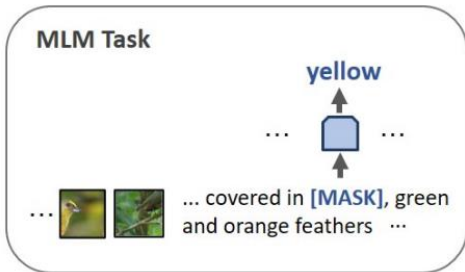 MLM Task
yellow
... ...
... ... covered in [MASK], green
and orange feathers ...